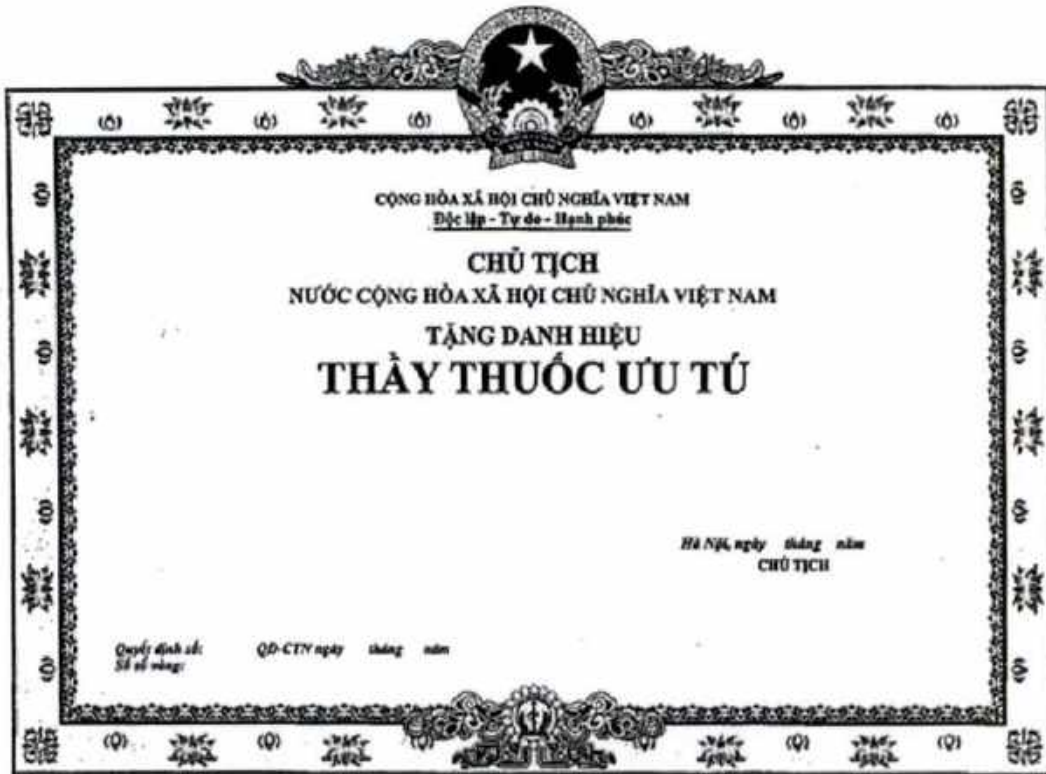 CỘNG HÒA XÃ HỘI CHỦ NGHĨA VIỆT NAM
Độc lập - Tự do - Hạnh phúc
CHỦ TỊCH
NƯỚC CỘNG HÒA XÃ HỘI CHỦ NGHĨA VIỆT NAM
TẶNG DANH HIỆU
THẦY THUỐC ƯU TÚ
Hà Nội, ngày tháng năm
CHỦ TỊCH
Quyết định số: QĐ-CTN ngày tháng năm
Số sổ vàng: